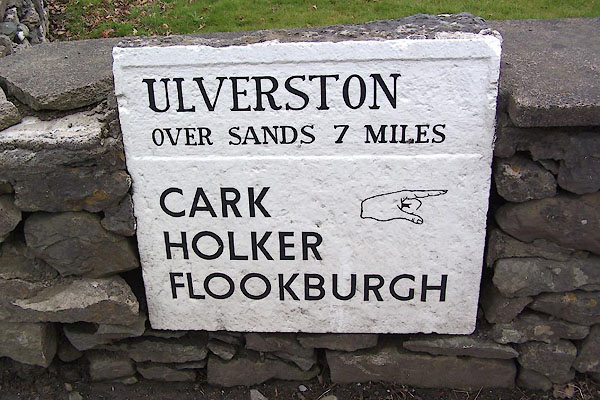 ULVERSTON
OVER SANDS 7 MILES
CARK
HOLKER
FLOOKBURGH